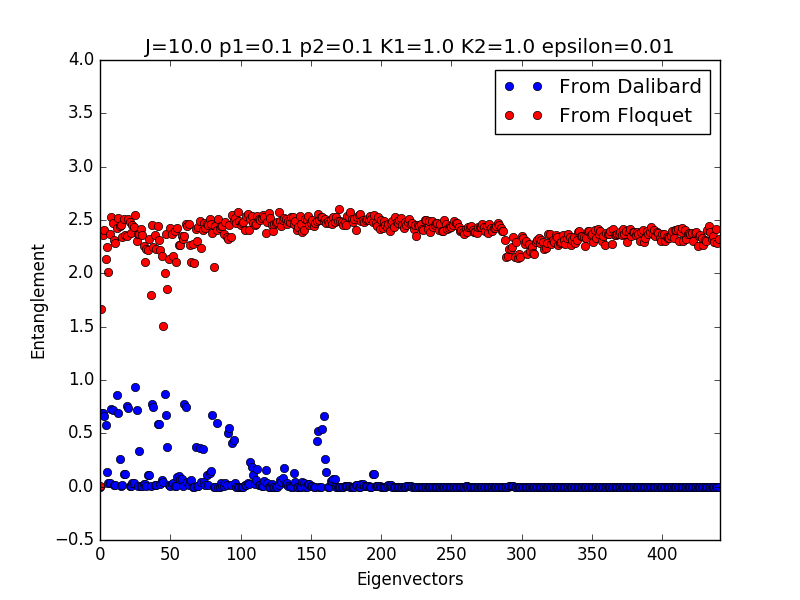 J=10.0 p1=0.1 p2=0.1 K1=1.0 K2=1.0 epsilon=0.01
4.0
3.5
3.0
2.5
2.0
1.5
1.0
0.5
0.0
−0.5
Entanglement
From Dalibard
From Floquet
0 50 100 150 200 250 300 350 400
Eigenvectors